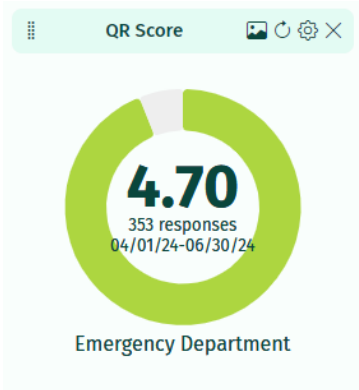 QR Score
4.70
353 responses
04/01/24-06/30/24
Emergency Department